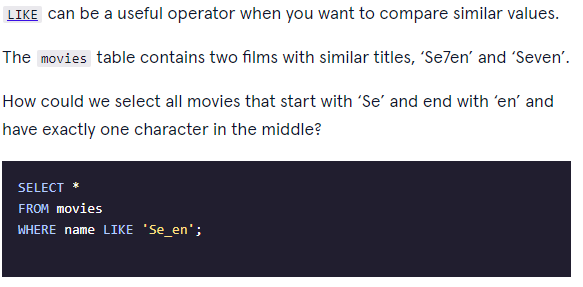 LIKE can be a useful operator when you want to compare similar values.
The movies table contains two films with similar titles, ‘Se7en’ and ‘Seven’.
How could we select all movies that start with ‘Se’ and end with ‘en’ and
have exactly one character in the middle?
SELECT *
FROM movies
WHERE name LIKE 'Se_en';